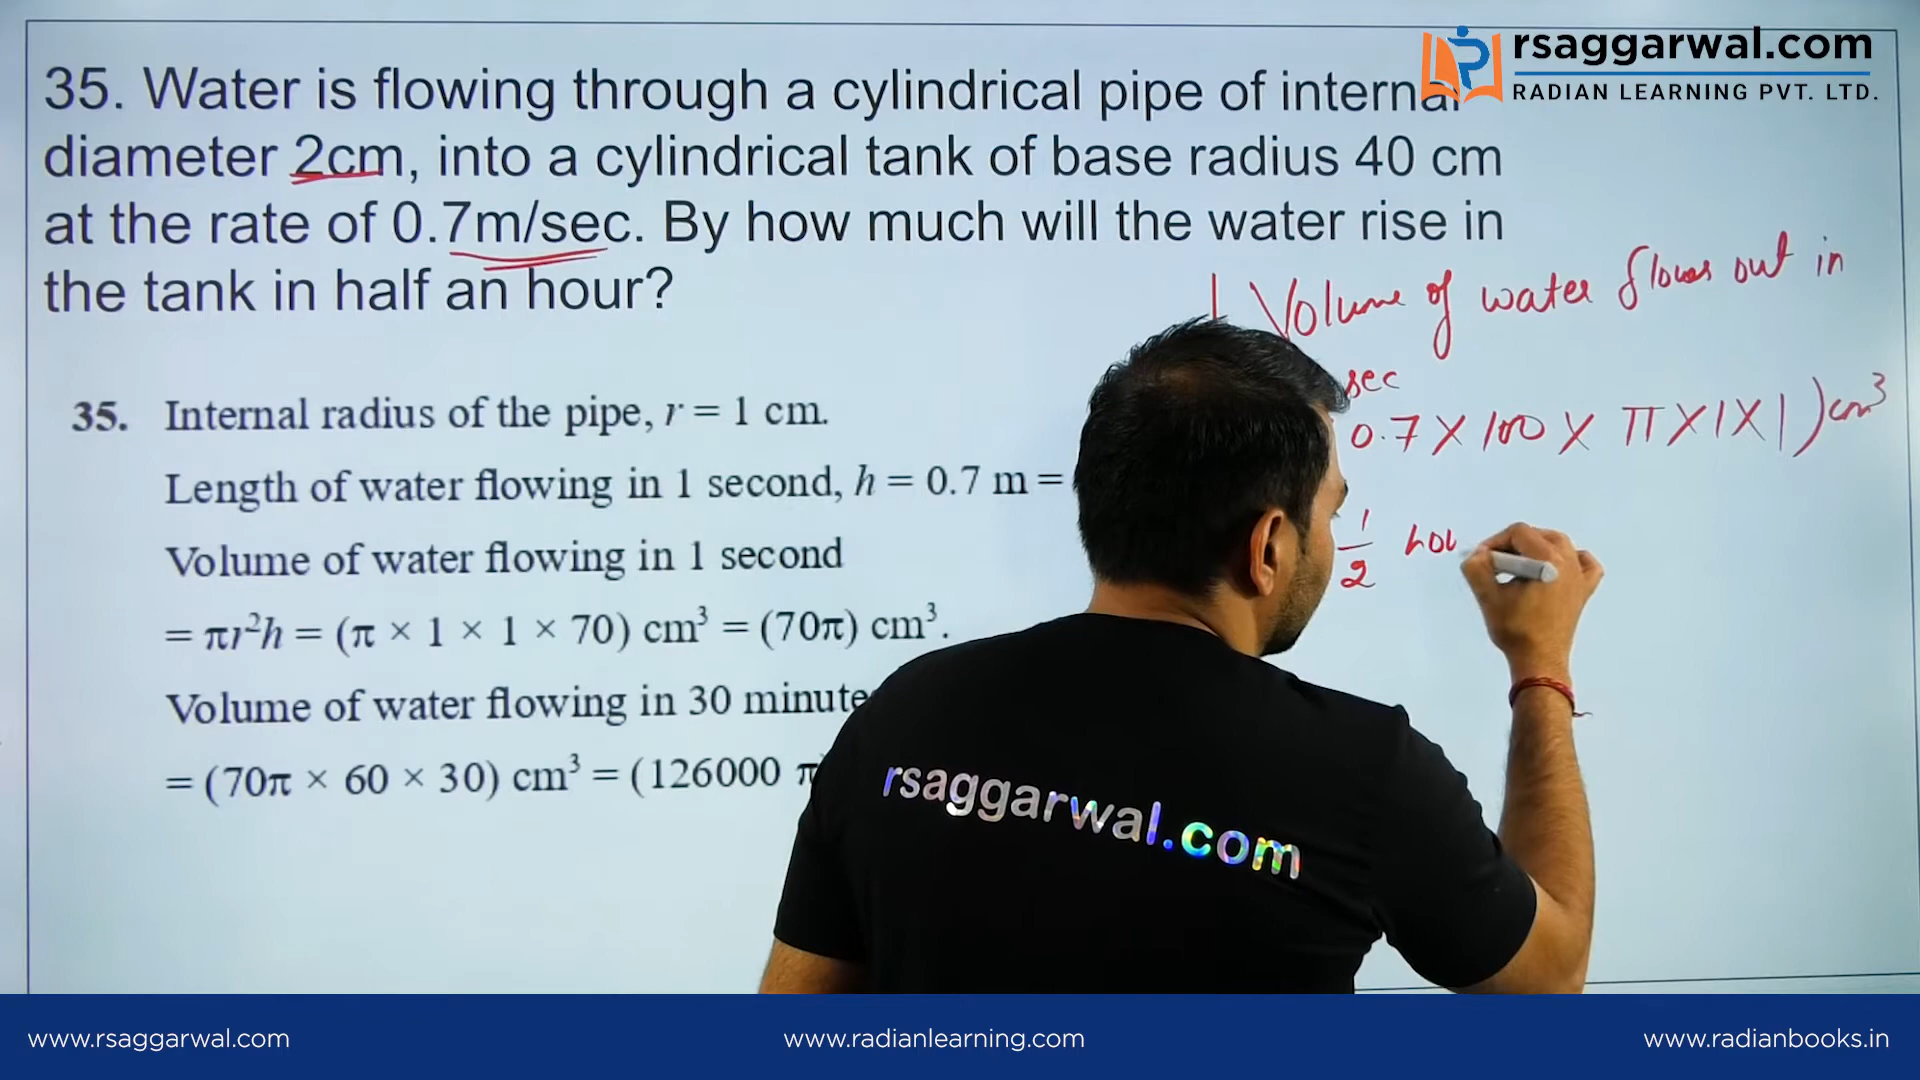 rsaggarwal.com
RADIAN LEARNING PVT. LTD.
35. Water is flowing through a cylindrical pipe of internal
diameter 2cm, into a cylindrical tank of base radius 40 cm
at the rate of 0.7m/sec. By how much will the water rise in
the tank in half an hour?
Volume of water flows out in
sec
0.7 × 100 × π × 1 × 1) cm³
1/2 hou
35. Internal radius of the pipe, r = 1 cm.
Length of water flowing in 1 second, h = 0.7 m =
Volume of water flowing in 1 second
= πr²h = (π × 1 × 1 × 70) cm³ = (70π) cm³.
Volume of water flowing in 30 minute
= (70π × 60 × 30) cm³ = (126000 π
rsaggarwal.com
www.rsaggarwal.com
www.radianlearning.com
www.radianbooks.in